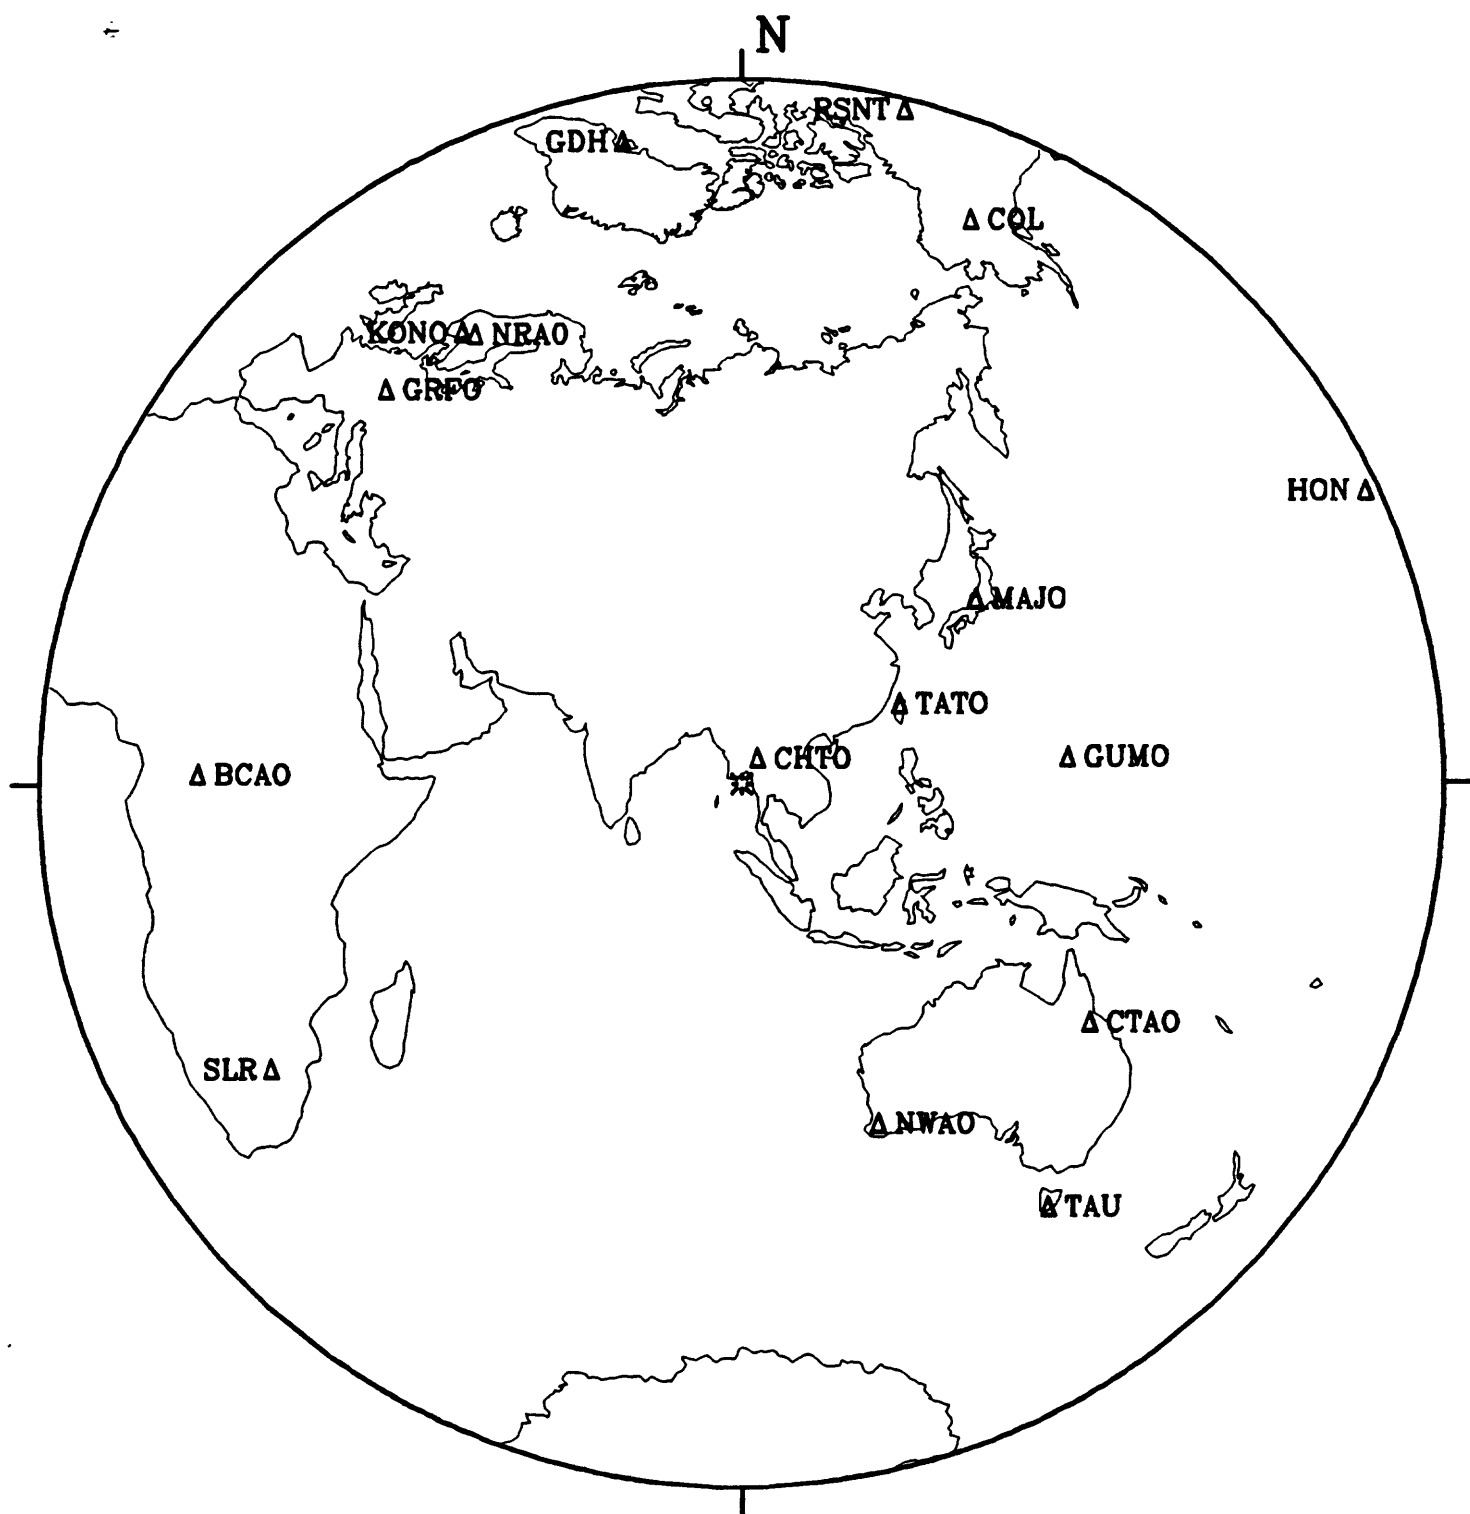 N
RSNT
GDH
COL
KONO
NRAO
GRFO
HON
MAJO
TATO
CHTO
GUMO
BCAO
CTAO
SLR
NWAO
TAU